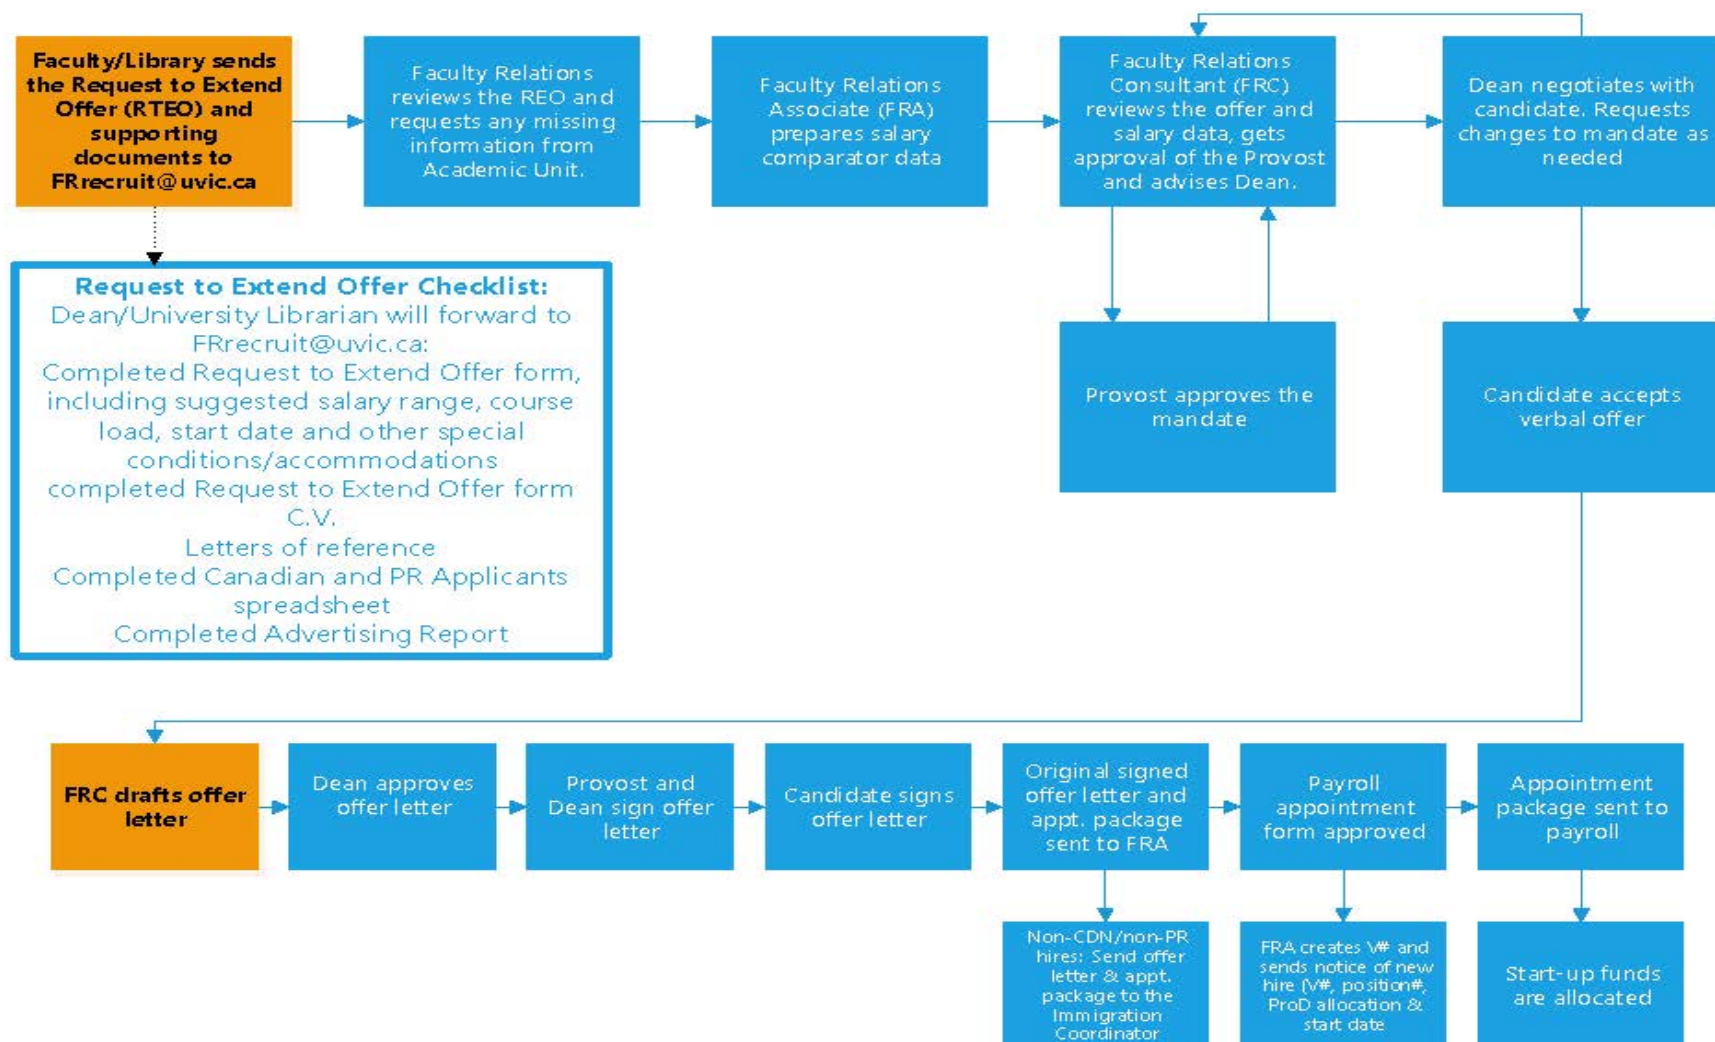 Faculty/Library sends
the Request to Extend
Offer (RTEO) and
supporting
documents to
FRrecruit@uvic.ca
Faculty Relations
reviews the REO and
requests any missing
information from
Academic Unit.
Faculty Relations
Associate (FRA)
prepares salary
comparator data
Faculty Relations
Consultant (FRC)
reviews the offer and
salary data, gets
approval of the Provost
and advises Dean.
Dean negotiates with
candidate. Requests
changes to mandate as
needed
Request to Extend Offer Checklist:
Dean/University Librarian will forward to
FRrecruit@uvic.ca:
Completed Request to Extend Offer form,
including suggested salary range, course
load, start date and other special
conditions/accommodations
completed Request to Extend Offer form
C.V.
Letters of reference
Completed Canadian and PR Applicants
spreadsheet
Completed Advertising Report
Provost approves the
mandate
Candidate accepts
verbal offer
FRC drafts offer
letter
Dean approves
offer letter
Provost and
Dean sign offer
letter
Candidate signs
offer letter
Original signed
offer letter and
appt. package
sent to FRA
Payroll
appointment
form approved
Appointment
package sent to
payroll
Non-CDN/non-PR
hires: Send offer
letter & appt.
package to the
Immigration
Coordinator
FRA creates V# and
sends notice of new
hire (V#, position#,
ProD allocation &
start date
Start-up funds
are allocated